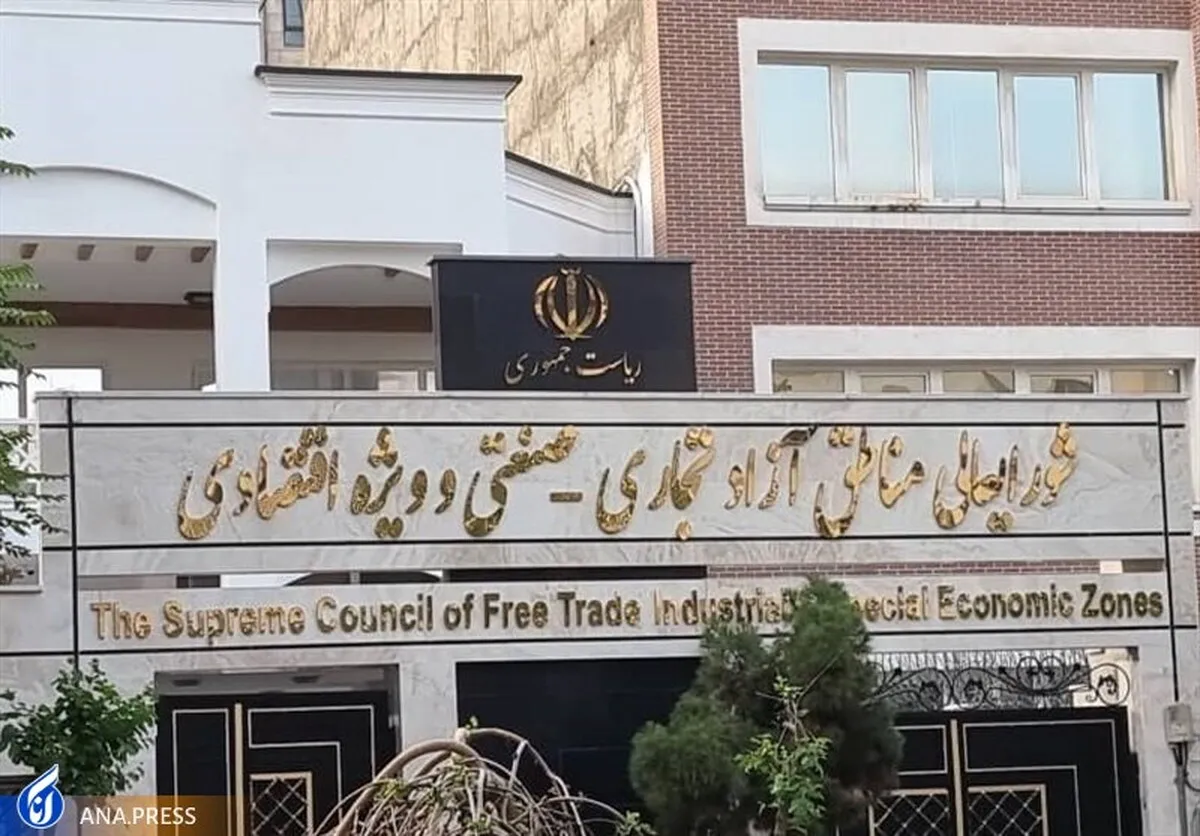 ریاست جمهوری
شورایعالی مناطق آزاد تجاری - صنعتی و ویژه اقتصادی
The Supreme Council of Free Trade Industrial Special Economic Zones
ANA.PRESS